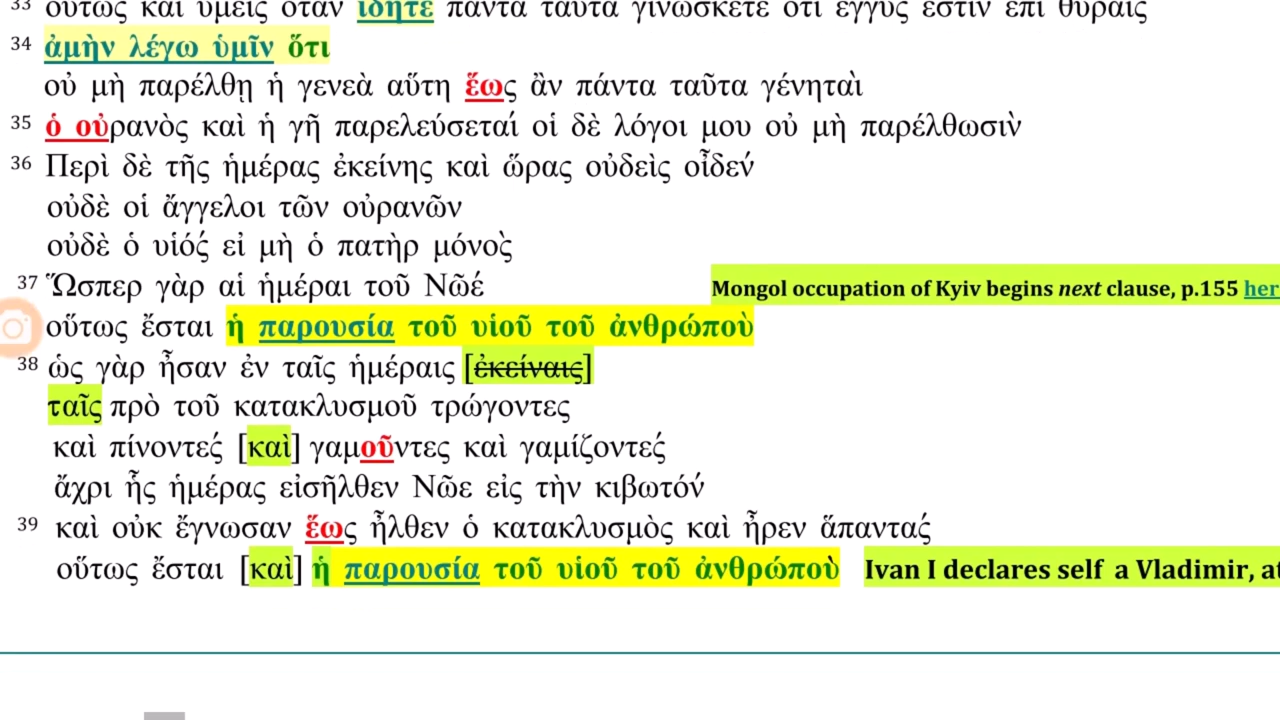 33 οὕτως καὶ ὑμεῖς ὅταν ἴδητε πάντα ταῦτα γινώσκετε ὅτι ἐγγύς ἐστιν ἐπὶ θύραις
34 ἀμὴν λέγω ὑμῖν ὅτι
οὐ μὴ παρέλθῃ ἡ γενεὰ αὕτη ἕως ἂν πάντα ταῦτα γένηταὶ
35 ὁ οὐρανὸς καὶ ἡ γῆ παρελεύσεταί οἱ δὲ λόγοι μου οὐ μὴ παρέλθωσιν̀
36 Περὶ δὲ τῆς ἡμέρας ἐκείνης καὶ ὥρας οὐδεὶς οἶδεν́
οὐδὲ οἱ ἄγγελοι τῶν οὐρανῶν
οὐδὲ ὁ υἱός́ εἰ μὴ ὁ πατὴρ μόνος̀
37 Ὥσπερ γὰρ αἱ ἡμέραι τοῦ Νῶέ Mongol occupation of Kyiv begins next clause, p.155
οὕτως ἔσται ἡ παρουσία τοῦ υἱοῦ τοῦ ἀνθρώποὺ
38 ὡς γὰρ ἦσαν ἐν ταῖς ἡμέραις [ἐκείναις]
ταῖς πρὸ τοῦ κατακλυσμοῦ τρώγοντες
καὶ πίνοντες́ [καὶ] γαμοῦντες καὶ γαμίζοντες́
ἄχρι ἧς ἡμέρας εἰσῆλθεν Νῶε εἰς τὴν κιβωτόν́
39 καὶ οὐκ ἔγνωσαν ἕως ἦλθεν ὁ κατακλυσμὸς καὶ ἦρεν ἅπαντας́
οὕτως ἔσται [καὶ] ἡ παρουσία τοῦ υἱοῦ τοῦ ἀνθρώποὺ Ivan I declares self a Vladimir,